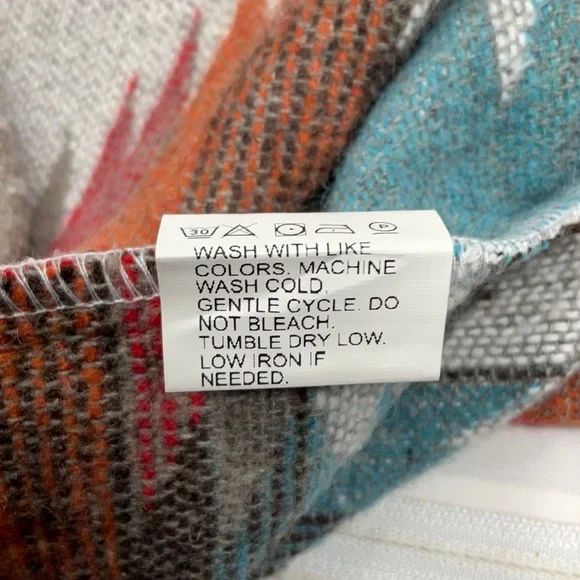 30 P
WASH WITH LIKE
COLORS. MACHINE
WASH COLD.
GENTLE CYCLE. DO
NOT BLEACH.
TUMBLE DRY LOW.
LOW IRON IF
NEEDED.